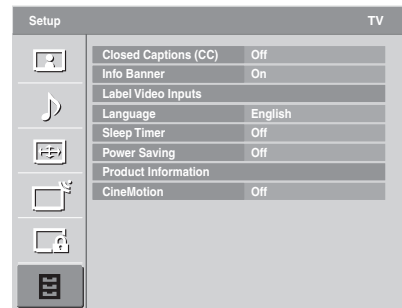 Setup TV
Closed Captions (CC) Off
Info Banner On
Label Video Inputs
Language English
Sleep Timer Off
Power Saving Off
Product Information
CineMotion Off